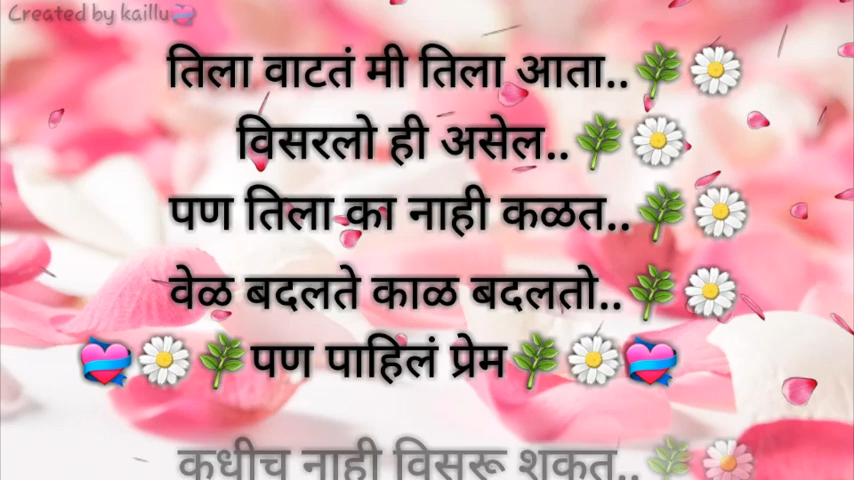 Created by kaillu💝
तिला वाटतं मी तिला आता..🌿🌼
विसरलो ही असेल..🌿🌼
पण तिला का नाही कळत..🌿🌼
वेळ बदलते काळ बदलतो..🌿🌼
💝🌼🌿पण पाहिलं प्रेम🌿🌼💝
कधीच नाही विसरू शकत..🌿🌼